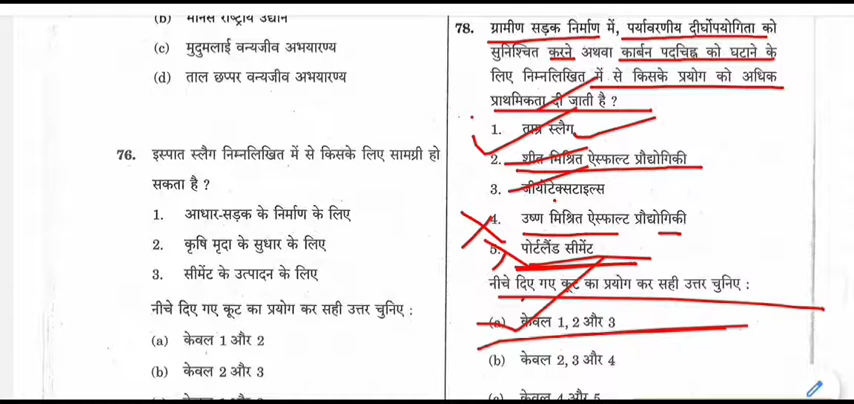 (b) मानस राष्ट्रीय उद्यान
(c) मुदुमलाई वन्यजीव अभयारण्य
(d) ताल छप्पर वन्यजीव अभयारण्य
76. इस्पात स्लैग निम्नलिखित में से किसके लिए सामग्री हो
सकता है ?
1. आधार-सड़क के निर्माण के लिए
2. कृषि मृदा के सुधार के लिए
3. सीमेंट के उत्पादन के लिए
नीचे दिए गए कूट का प्रयोग कर सही उत्तर चुनिए :
(a) केवल 1 और 2
(b) केवल 2 और 3
78. ग्रामीण सड़क निर्माण में, पर्यावरणीय दीर्घोपयोगिता को
सुनिश्चित करने अथवा कार्बन पदचिह्न को घटाने के
लिए निम्नलिखित में से किसके प्रयोग को अधिक
प्राथमिकता दी जाती है ?
1. ताम्र स्लैग
2. शीत मिश्रित ऐस्फाल्ट प्रौद्योगिकी
3. जीयोटेक्सटाइल्स
4. उष्ण मिश्रित ऐस्फाल्ट प्रौद्योगिकी
5. पोर्टलैंड सीमेंट
नीचे दिए गए कूट का प्रयोग कर सही उत्तर चुनिए :
(a) केवल 1, 2 और 3
(b) केवल 2, 3 और 4
(c) केवल 4 और 5